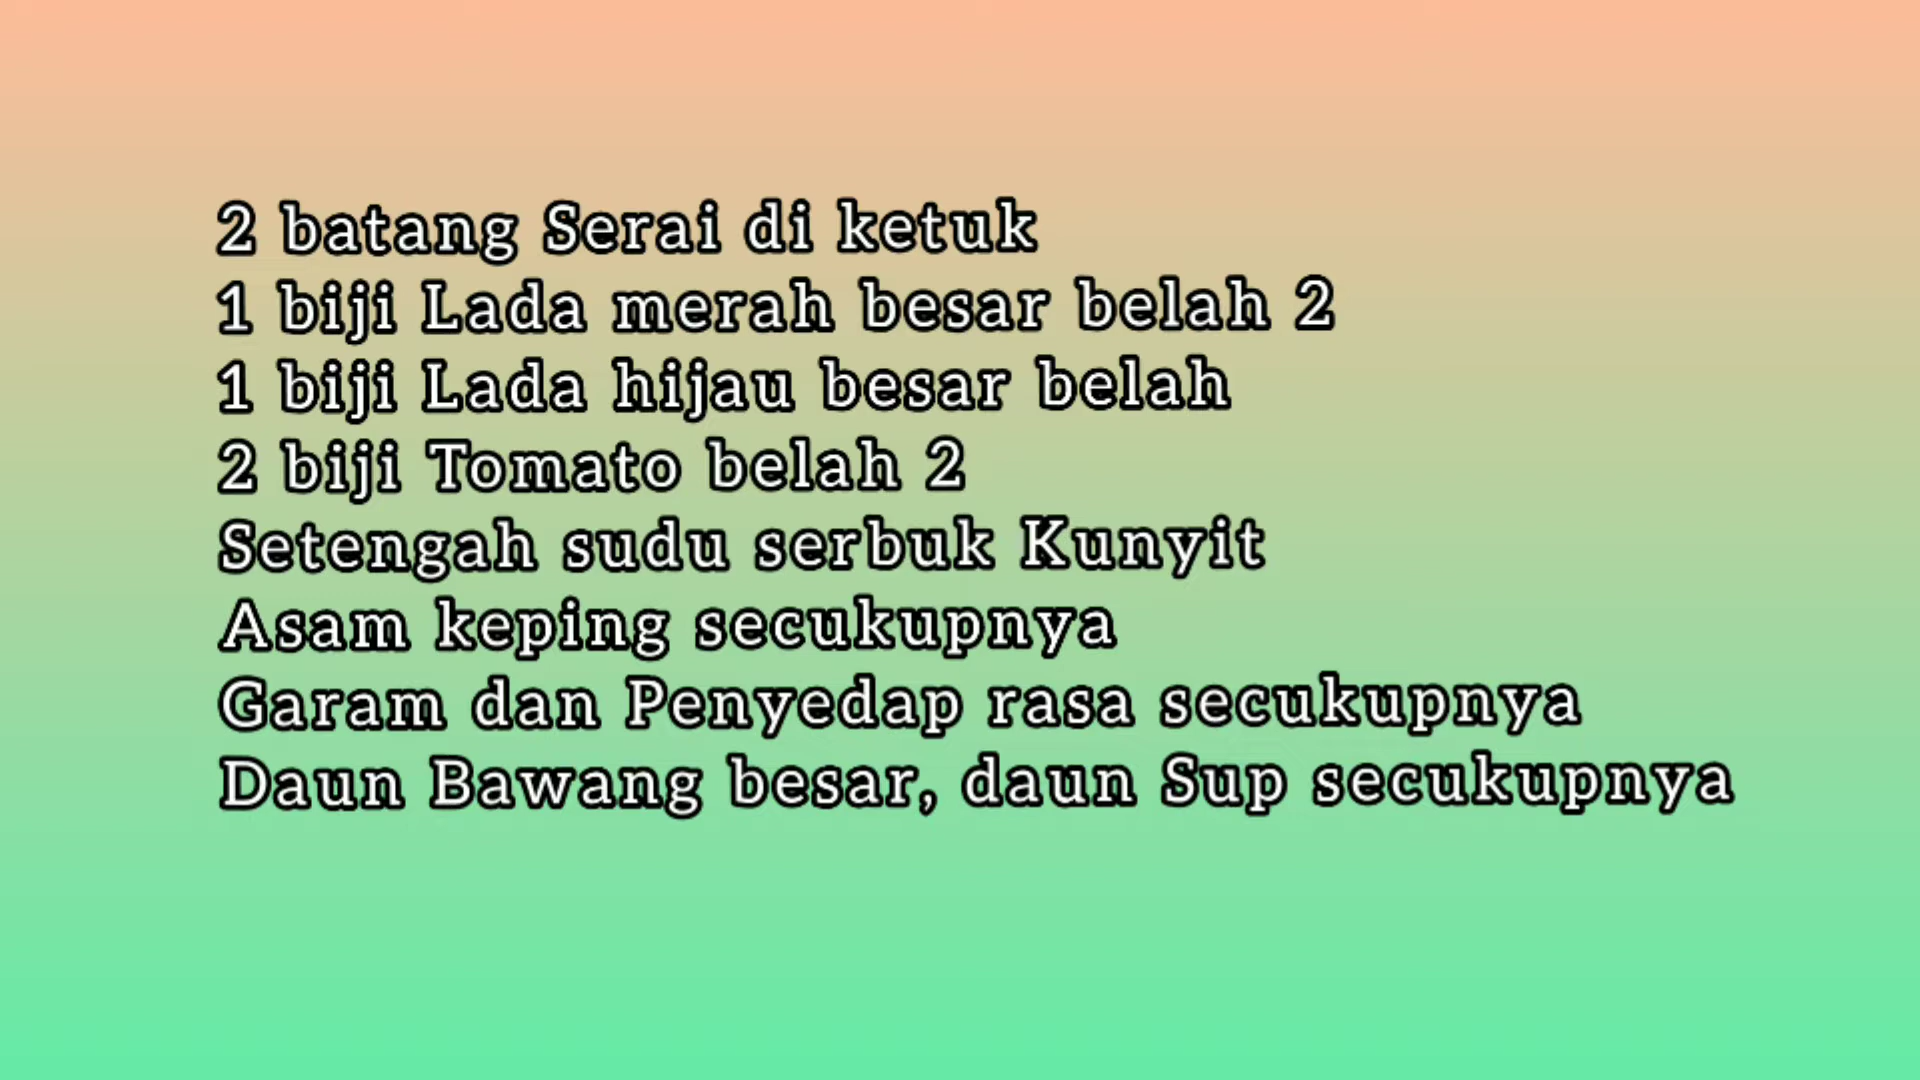 2 batang Serai di ketuk
1 biji Lada merah besar belah 2
1 biji Lada hijau besar belah
2 biji Tomato belah 2
Setengah sudu serbuk Kunyit
Asam keping secukupnya
Garam dan Penyedap rasa secukupnya
Daun Bawang besar, daun Sup secukupnya